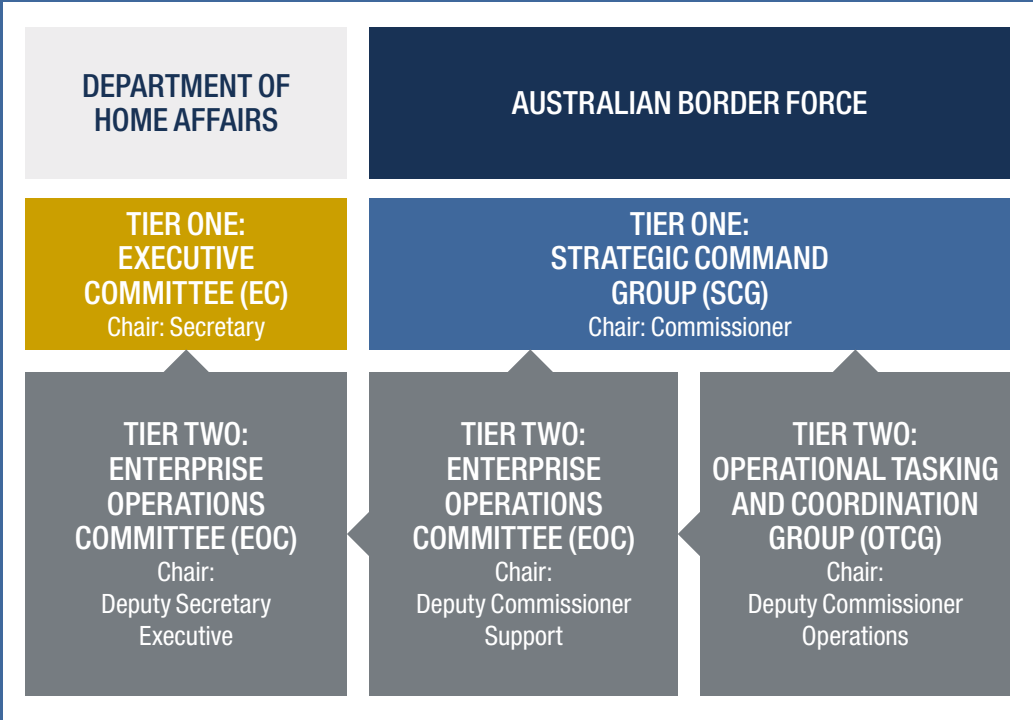 DEPARTMENT OF
HOME AFFAIRS
AUSTRALIAN BORDER FORCE
TIER ONE:
EXECUTIVE
COMMITTEE (EC)
Chair: Secretary
TIER ONE:
STRATEGIC COMMAND
GROUP (SCG)
Chair: Commissioner
TIER TWO:
ENTERPRISE
OPERATIONS
COMMITTEE (EOC)
Chair:
Deputy Secretary
Executive
TIER TWO:
ENTERPRISE
OPERATIONS
COMMITTEE (EOC)
Chair:
Deputy Commissioner
Support
TIER TWO:
OPERATIONAL TASKING
AND COORDINATION
GROUP (OTCG)
Chair:
Deputy Commissioner
Operations